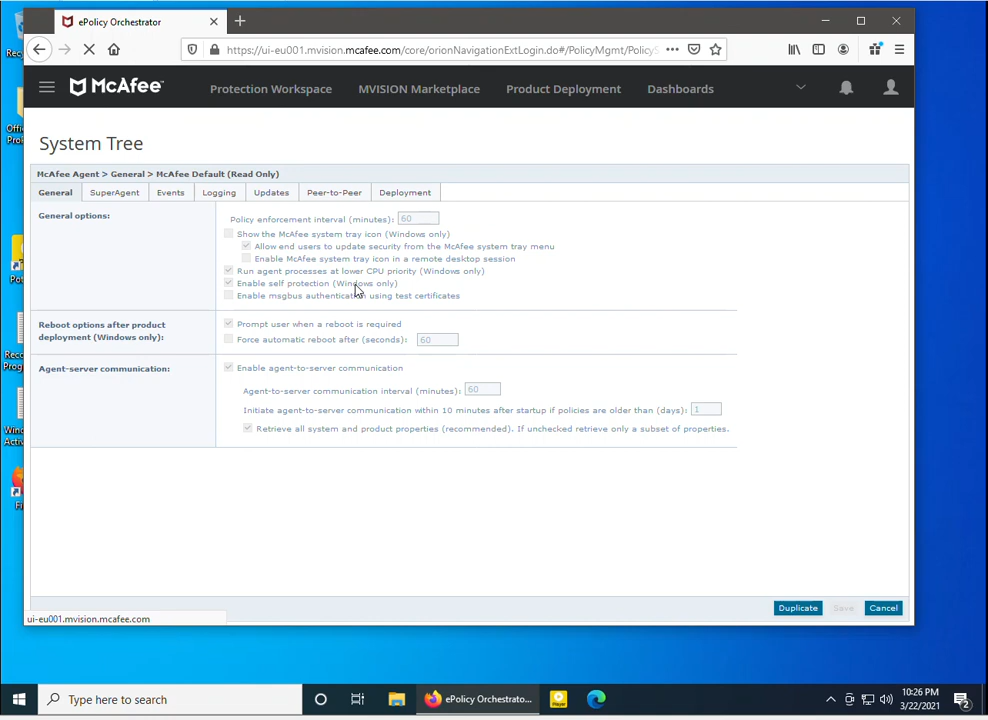 ePolicy Orchestrator
https://ui-eu001.mvision.mcafee.com/core/orionNavigationExtLogin.do#/PolicyMgmt/PolicyS
McAfee™
Protection Workspace
MVISION Marketplace
Product Deployment
Dashboards
System Tree
McAfee Agent > General > McAfee Default (Read Only)
General
SuperAgent
Events
Logging
Updates
Peer-to-Peer
Deployment
General options:
Policy enforcement interval (minutes): 60
Show the McAfee system tray icon (Windows only)
Allow end users to update security from the McAfee system tray menu
Enable McAfee system tray icon in a remote desktop session
Run agent processes at lower CPU priority (Windows only)
Enable self protection (Windows only)
Enable msgbus authentication using test certificates
Reboot options after product
deployment (Windows only):
Prompt user when a reboot is required
Force automatic reboot after (seconds): 60
Agent-server communication:
Enable agent-to-server communication
Agent-to-server communication interval (minutes): 60
Initiate agent-to-server communication within 10 minutes after startup if policies are older than (days): 1
Retrieve all system and product properties (recommended). If unchecked retrieve only a subset of properties.
Duplicate
Save
Cancel
ui-eu001.mvision.mcafee.com
Type here to search
ePolicy Orchestrato...
Player
10:26 PM
3/22/2021
2